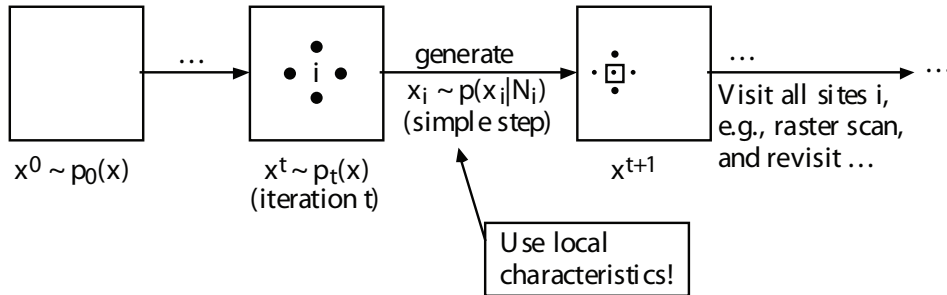 ...
i
generate
x_i ~ p(x_i|N_i)
(simple step)
...
Visit all sites i,
e.g., raster scan,
and revisit ...
...
x^0 ~ p_0(x)
x^t ~ p_t(x)
(iteration t)
x^{t+1}
Use local
characteristics!